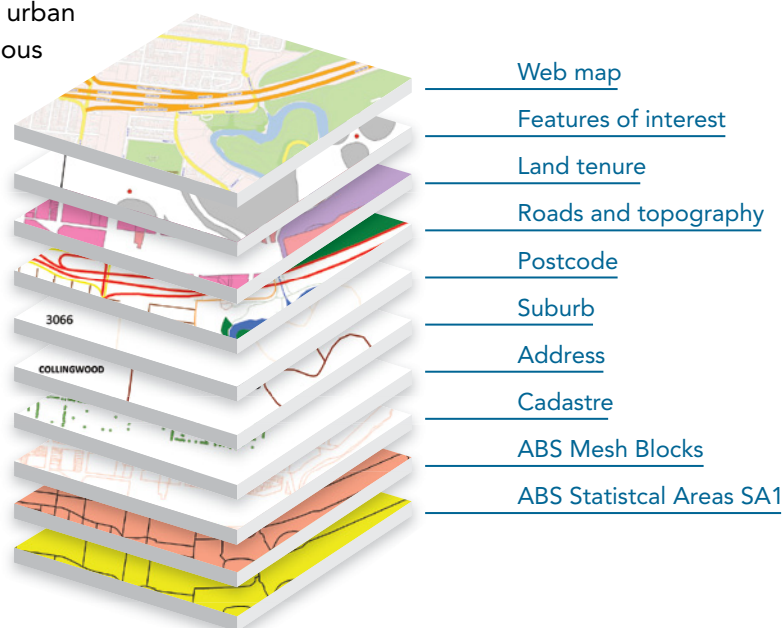 urban
ous
Web map
Features of interest
Land tenure
Roads and topography
Postcode
3066
Suburb
Address
COLLINGWOOD
Cadastre
ABS Mesh Blocks
ABS Statistcal Areas SA1